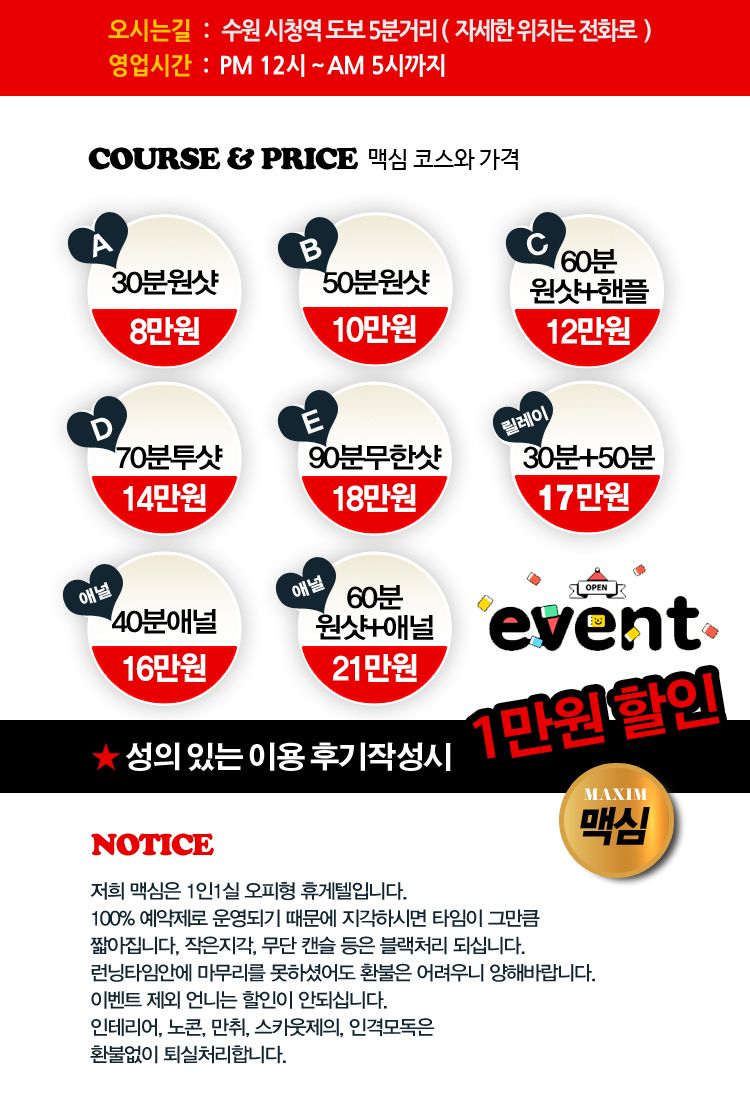 오시는길 : 수원 시청역 도보 5분거리 ( 자세한 위치는 전화로 )
영업시간 : PM 12시 ~ AM 5시까지
COURSE & PRICE 맥심 코스와 가격
A
30분원샷
8만원
B
50분원샷
10만원
C
60분
원샷+핸플
12만원
D
70분투샷
14만원
E
90분무한샷
18만원
릴레이
30분+50분
17만원
애널
40분애널
16만원
애널
60분
원샷+애널
21만원
OPEN
event
1만원 할인
★ 성의 있는 이용 후기작성시
MAXIM
맥심
NOTICE
저희 맥심은 1인1실 오피형 휴게텔입니다.
100% 예약제로 운영되기 때문에 지각하시면 타임이 그만큼
짧아집니다, 작은지각, 무단 캔슬 등은 블랙처리 되십니다.
런닝타임안에 마무리를 못하셨어도 환불은 어려우니 양해바랍니다.
이벤트 제외 언니는 할인이 안되십니다.
인테리어, 노콘, 만취, 스카웃제의, 인격모독은
환불없이 퇴실처리합니다.